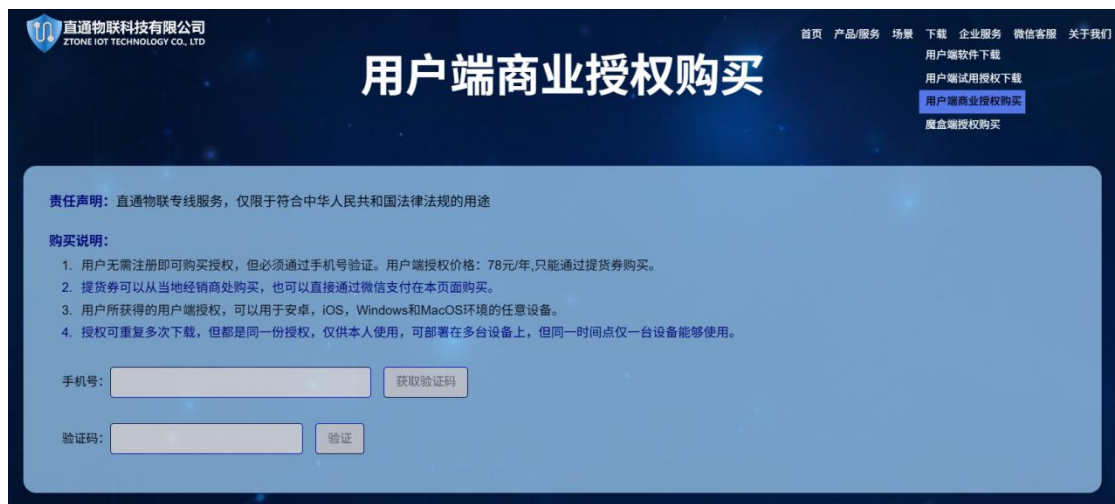 直通物联科技有限公司
ZTONE IOT TECHNOLOGY CO., LTD
首页 产品/服务 场景 下载 企业服务 微信客服 关于我们
用户端软件下载
用户端试用授权下载
用户端商业授权购买
魔盒端授权购买
用户端商业授权购买
责任声明：直通物联专线服务，仅限于符合中华人民共和国法律法规的用途
购买说明：
1. 用户无需注册即可购买授权，但必须通过手机号验证。用户端授权价格：78元/年,只能通过提货券购买。
2. 提货券可以从当地经销商处购买，也可以直接通过微信支付在本页面购买。
3. 用户所获得的用户端授权，可以用于安卓，iOS，Windows和MacOS环境的任意设备。
4. 授权可重复多次下载，但都是同一份授权，仅供本人使用，可部署在多台设备上，但同一时间点仅一台设备能够使用。
手机号： 获取验证码
验证码： 验证